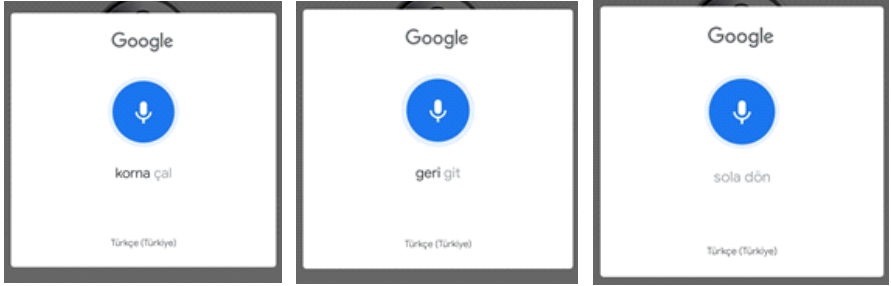 Google
korna çal
Türkçe (Türkiye)
Google
geri git
Türkçe (Türkiye)
Google
sola dön
Türkçe (Türkiye)